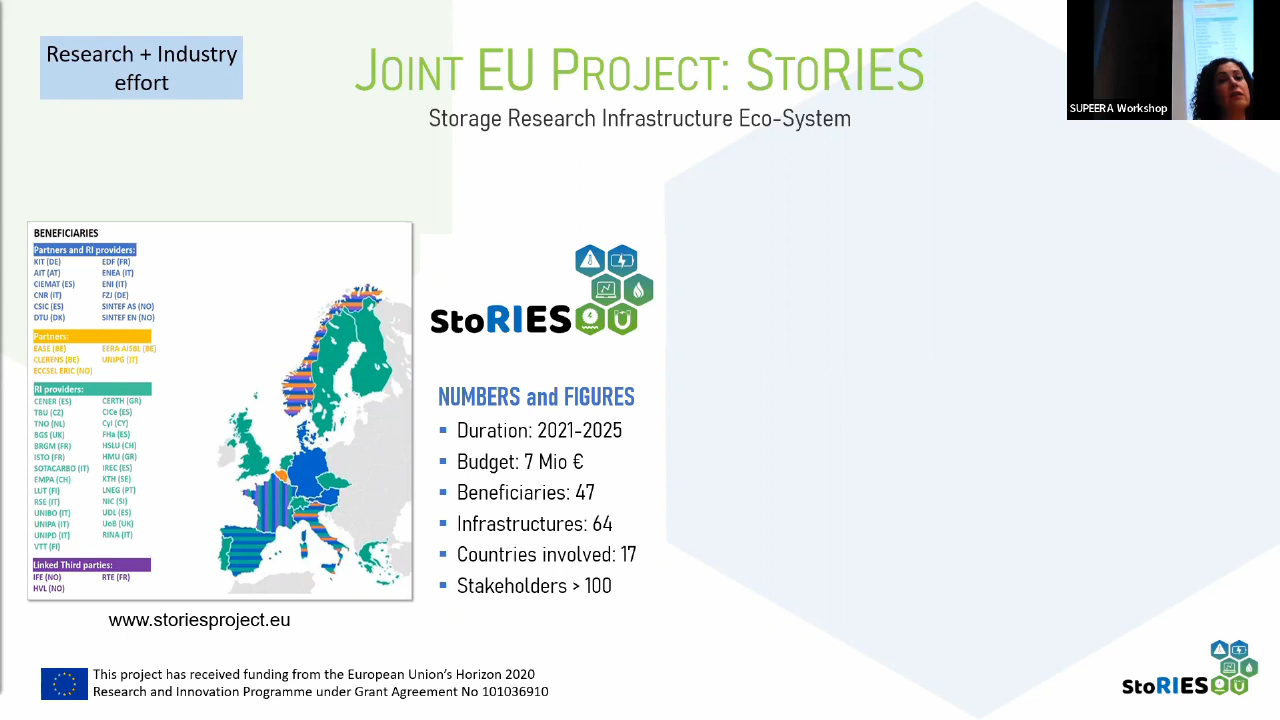 Research + Industry
effort
JOINT EU PROJECT: STORIES
Storage Research Infrastructure Eco-System
SUPEERA Workshop
BENEFICIARIES
Partners and RI providers:
KIT (DE) EDF (FR)
AIT (AT) ENEA (IT)
CIEMAT (ES) ENI (IT)
CNR (IT) FZJ (DE)
CSIC (ES) SINTEF AS (NO)
DTU (DK) SINTEF EN (NO)
Partners:
EASE (BE) EERA AISBL (BE)
CLERENS (BE) UNIPG (IT)
ECCSEL ERIC (NO)
RI providers:
CENER (ES) CERTH (GR)
TBU (CZ) CICe (ES)
TNO (NL) CyI (CY)
BGS (UK) FHa (ES)
BRGM (FR) HSLU (CH)
ISTO (FR) HMU (GR)
SOTACARBO (IT) IREC (ES)
EMPA (CH) KTH (SE)
LUT (FI) LNEG (PT)
RSE (IT) NIC (SI)
UNIBO (IT) UDL (ES)
UNIPA (IT) UoB (UK)
UNIPD (IT) RINA (IT)
VTT (FI)
Linked Third parties:
IFE (NO) RTE (FR)
HVL (NO)
www.storiesproject.eu
StoRIES
NUMBERS and FIGURES
▪ Duration: 2021-2025
▪ Budget: 7 Mio €
▪ Beneficiaries: 47
▪ Infrastructures: 64
▪ Countries involved: 17
▪ Stakeholders > 100
This project has received funding from the European Union's Horizon 2020
Research and Innovation Programme under Grant Agreement No 101036910
StoRIES